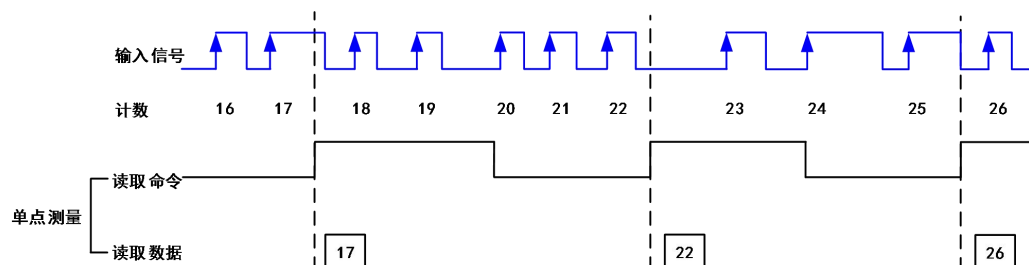 输入信号
计数 16 17 18 19 20 21 22 23 24 25 26
读取命令
单点测量
读取数据 17 22 26